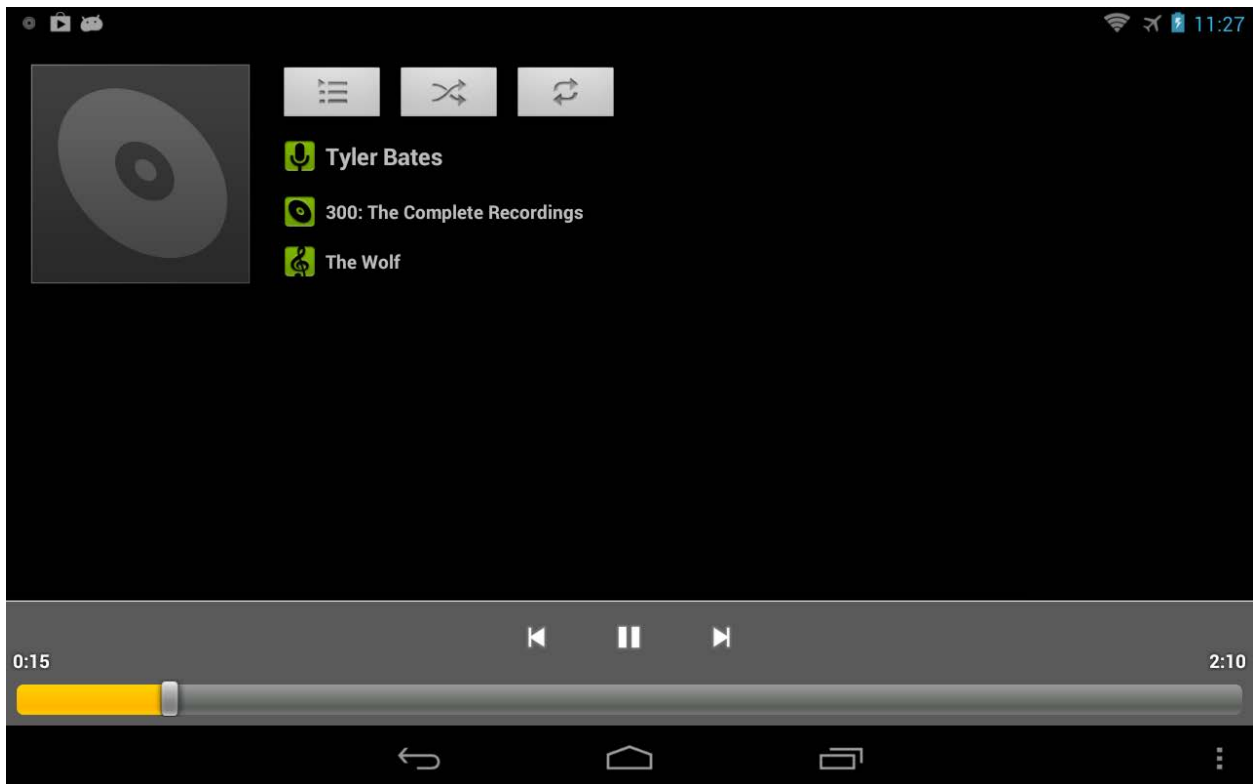 11:27
Tyler Bates
300: The Complete Recordings
The Wolf
0:15
2:10